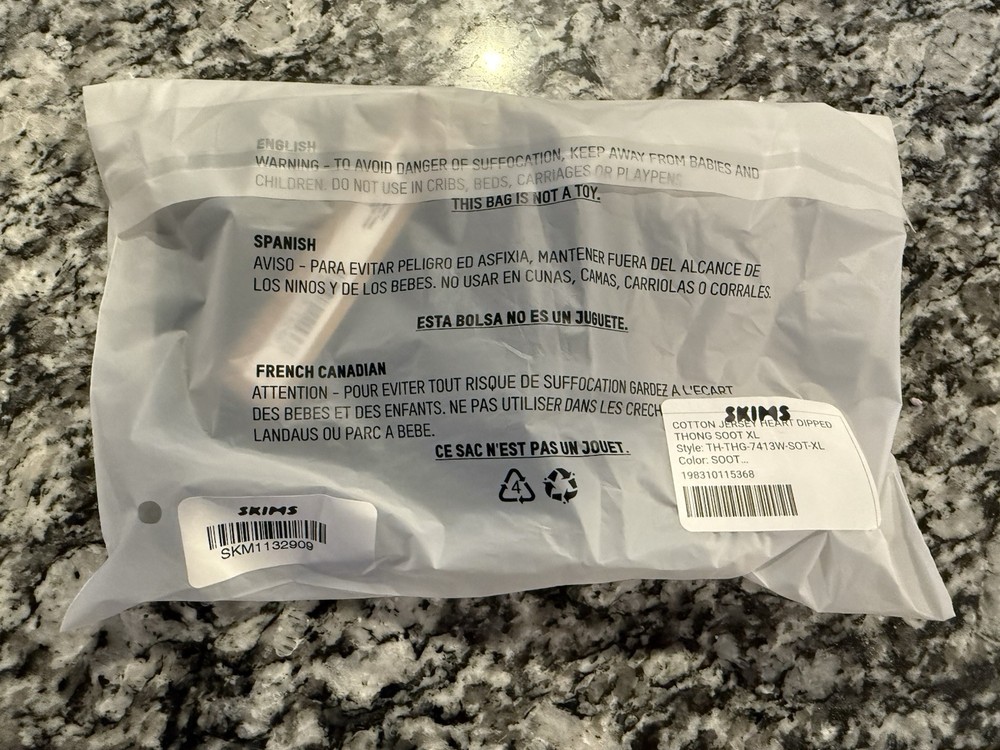 ENGLISH
WARNING - TO AVOID DANGER OF SUFFOCATION, KEEP AWAY FROM BABIES AND
CHILDREN. DO NOT USE IN CRIBS, BEDS, CARRIAGES OR PLAYPENS
THIS BAG IS NOT A TOY.
SPANISH
AVISO - PARA EVITAR PELIGRO ED ASFIXIA, MANTENER FUERA DEL ALCANCE DE
LOS NINOS Y DE LOS BEBES. NO USAR EN CUNAS, CAMAS, CARRIOLAS O CORRALES.
ESTA BOLSA NO ES UN JUGUETE.
FRENCH CANADIAN
ATTENTION - POUR EVITER TOUT RISQUE DE SUFFOCATION GARDEZ A L'ECART
DES BEBES ET DES ENFANTS. NE PAS UTILISER DANS LES CRECH
LANDAUS OU PARC A BEBE.
CE SAC N'EST PAS UN JOUET.
4
SKIMS
COTTON JERSEY HEART DIPPED
THONG SOOT XL
Style: TH-THG-7413W-SOT-XL
Color: SOOT...
198310115368
SKIMS
SKM1132909